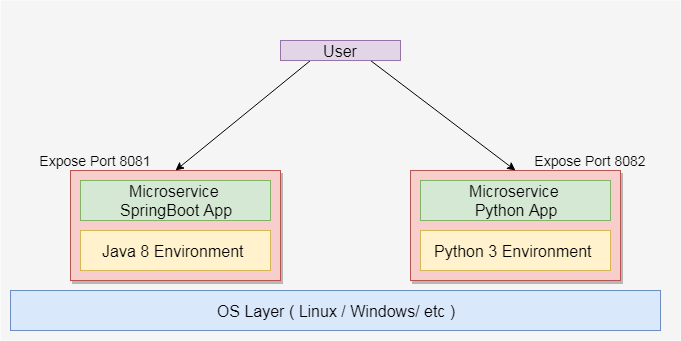 User
Expose Port 8081
Expose Port 8082
Microservice
SpringBoot App
Java 8 Environment
Microservice
Python App
Python 3 Environment
OS Layer ( Linux / Windows/ etc )